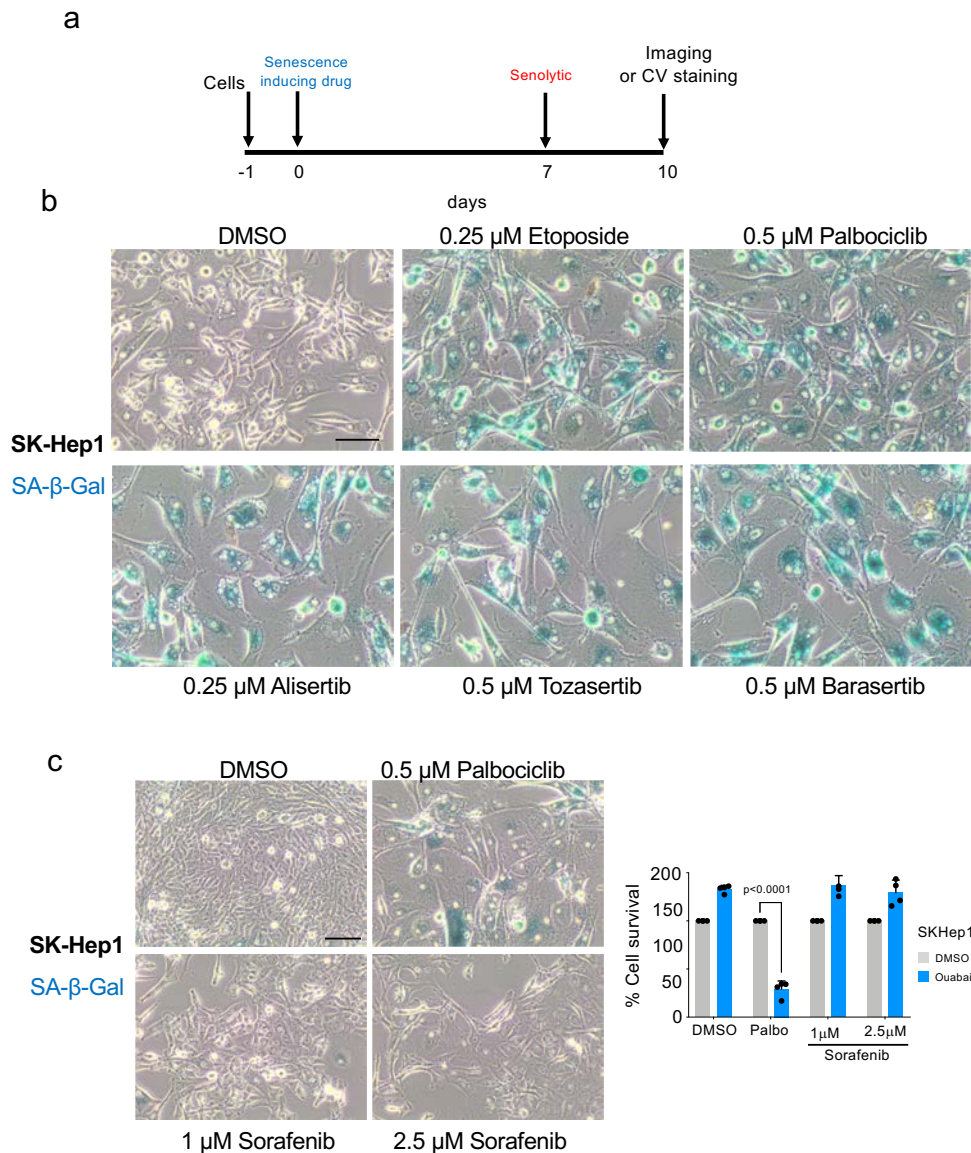 a
Cells
Senescence
inducing drug
Senolytic
Imaging
or CV staining
-1
0
7
10
days
b
DMSO
0.25 µM Etoposide
0.5 µM Palbociclib
SK-Hep1
SA-β-Gal
0.25 µM Alisertib
0.5 µM Tozasertib
0.5 µM Barasertib
c
DMSO
0.5 µM Palbociclib
SK-Hep1
SA-β-Gal
1 µM Sorafenib
2.5 µM Sorafenib
% Cell survival
200
150
100
50
0
p<0.0001
DMSO
Palbo
1µM
2.5µM
Sorafenib
SKHep1
DMSO
Ouabai